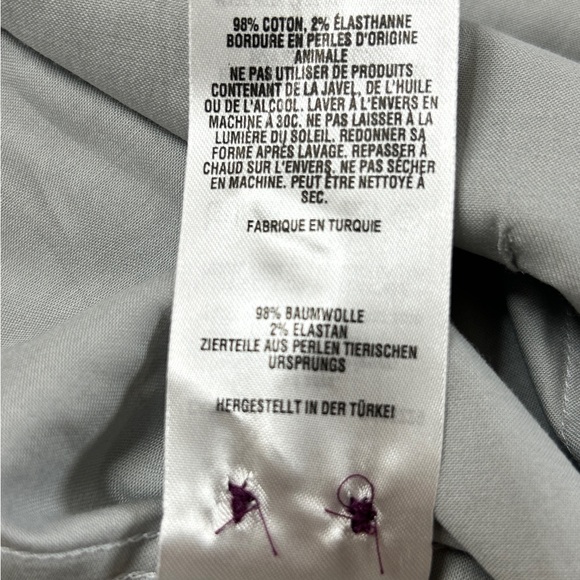 98% COTON, 2% ÉLASTHANNE
BORDURE EN PERLES D'ORIGINE
ANIMALE
NE PAS UTILISER DE PRODUITS
CONTENANT DE LA JAVEL, DE L'HUILE
OU DE L'ALCOOL. LAVER À L'ENVERS EN
MACHINE À 30C. NE PAS LAISSER À LA
LUMIÈRE DU SOLEIL. REDONNER SA
FORME APRÈS LAVAGE. REPASSER À
CHAUD SUR L'ENVERS. NE PAS SÉCHER
EN MACHINE. PEUT ÊTRE NETTOYÉ À
SEC.
FABRIQUE EN TURQUIE
98% BAUMWOLLE
2% ELASTAN
ZIERTEILE AUS PERLEN TIERISCHEN
URSPRUNGS
HERGESTELLT IN DER TÜRKEI